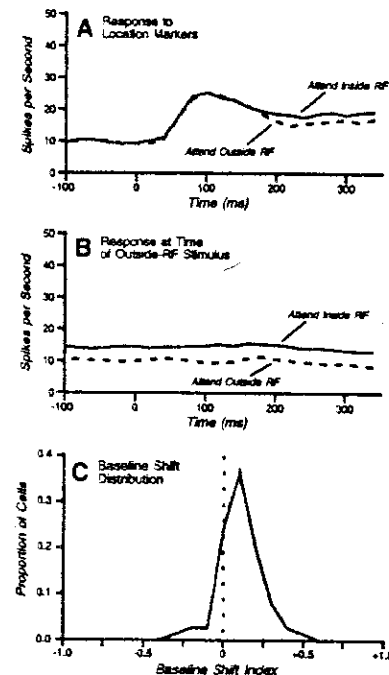 A Response to
Location Markers
Spikes per Second
50
40
30
20
10
0
Attend Inside RF
Attend Outside RF
-100 0 100 200 300
Time (ms)
B Response at Time
of Outside-RF Stimulus
Spikes per Second
50
40
30
20
10
0
Attend Inside RF
Attend Outside RF
-100 0 100 200 300
Time (ms)
C Baseline Shift
Distribution
Proportion of Cells
0.4
0.3
0.2
0.1
0.0
-1.0 -0.5 0 +0.5 +1.0
Baseline Shift Index